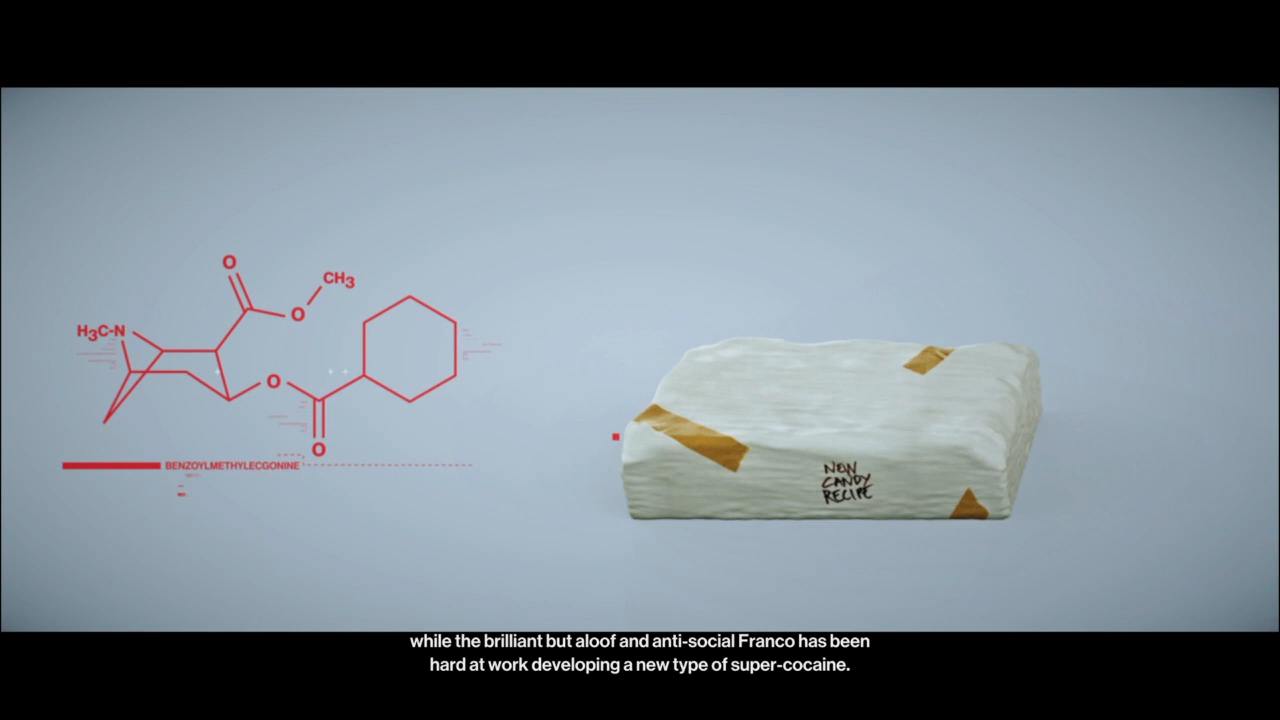 O
CH3
O
H3C-N
O
O
BENZOYLMETHYLECGONINE
NEW
CANDY
RECIPE
while the brilliant but aloof and anti-social Franco has been
hard at work developing a new type of super-cocaine.